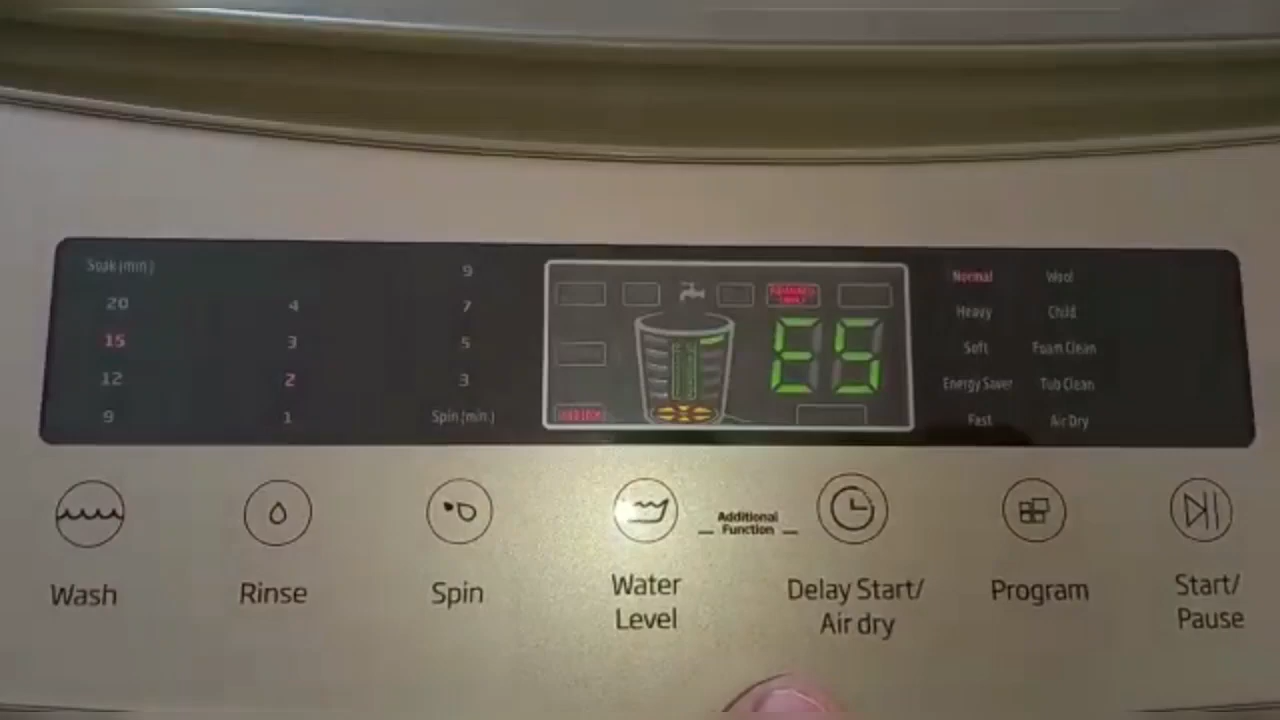 Soak (min.)
20
15
12
9
4
3
2
1
9
7
5
3
Spin (min.)
E5
Normal
Heavy
Soft
Energy Saver
Fast
Wool
Child
Foam Clean
Tub Clean
Air Dry
Wash
Rinse
Spin
Water
Level
Additional
Function
Delay Start/
Air dry
Program
Start/
Pause